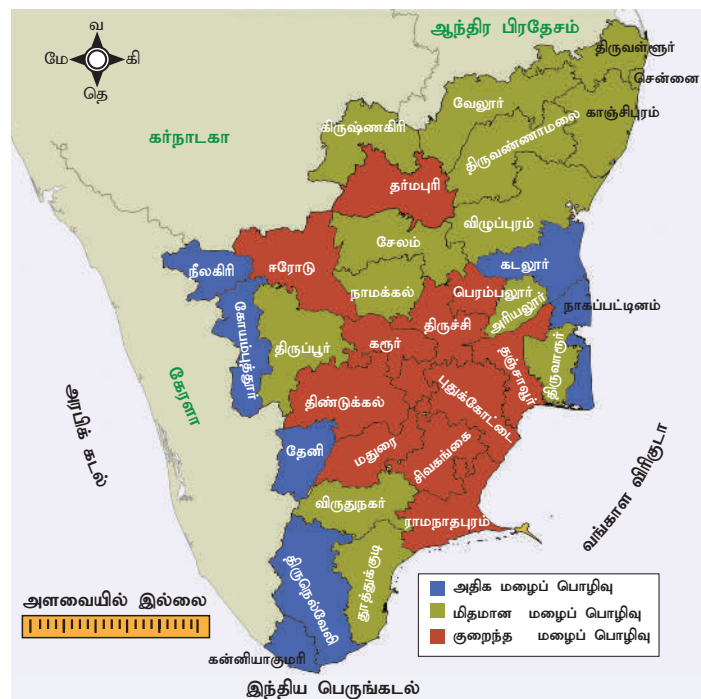 ஆந்திர பிரதேசம்
வ
மே கி
தெ
திருவள்ளூர்
சென்னை
வேலூர்
காஞ்சிபுரம்
கர்நாடகா
கிருஷ்ணகிரி
திருவண்ணாமலை
தர்மபுரி
விழுப்புரம்
சேலம்
கடலூர்
நீலகிரி
ஈரோடு
நாமக்கல்
பெரம்பலூர்
நாகப்பட்டினம்
அரியலூர்
கோயம்புத்தூர்
திருப்பூர்
கரூர்
திருச்சி
தஞ்சாவூர்
திருவாரூர்
கேரளா
அரபிக் கடல்
திண்டுக்கல்
புதுக்கோட்டை
தேனி
மதுரை
சிவகங்கை
வங்காள விரிகுடா
விருதுநகர்
ராமநாதபுரம்
திருநெல்வேலி
தூத்துக்குடி
அதிக மழைப் பொழிவு
மிதமான மழைப் பொழிவு
குறைந்த மழைப் பொழிவு
அளவையில் இல்லை
கன்னியாகுமரி
இந்திய பெருங்கடல்